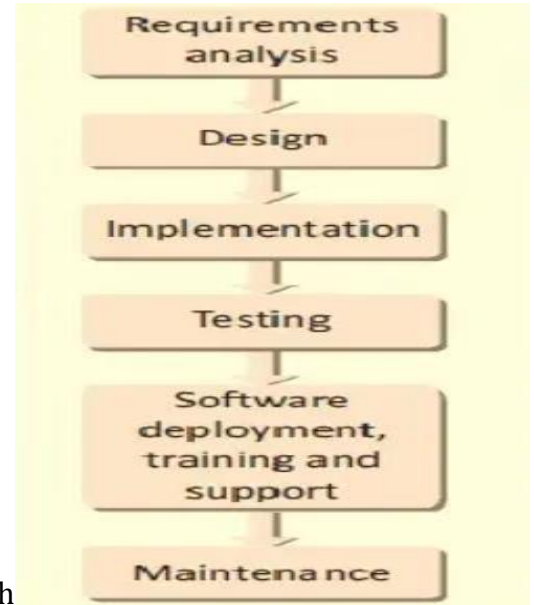 Requirements
analysis
Design
Implementation
Testing
Software
deployment,
training and
support
Maintenance
h